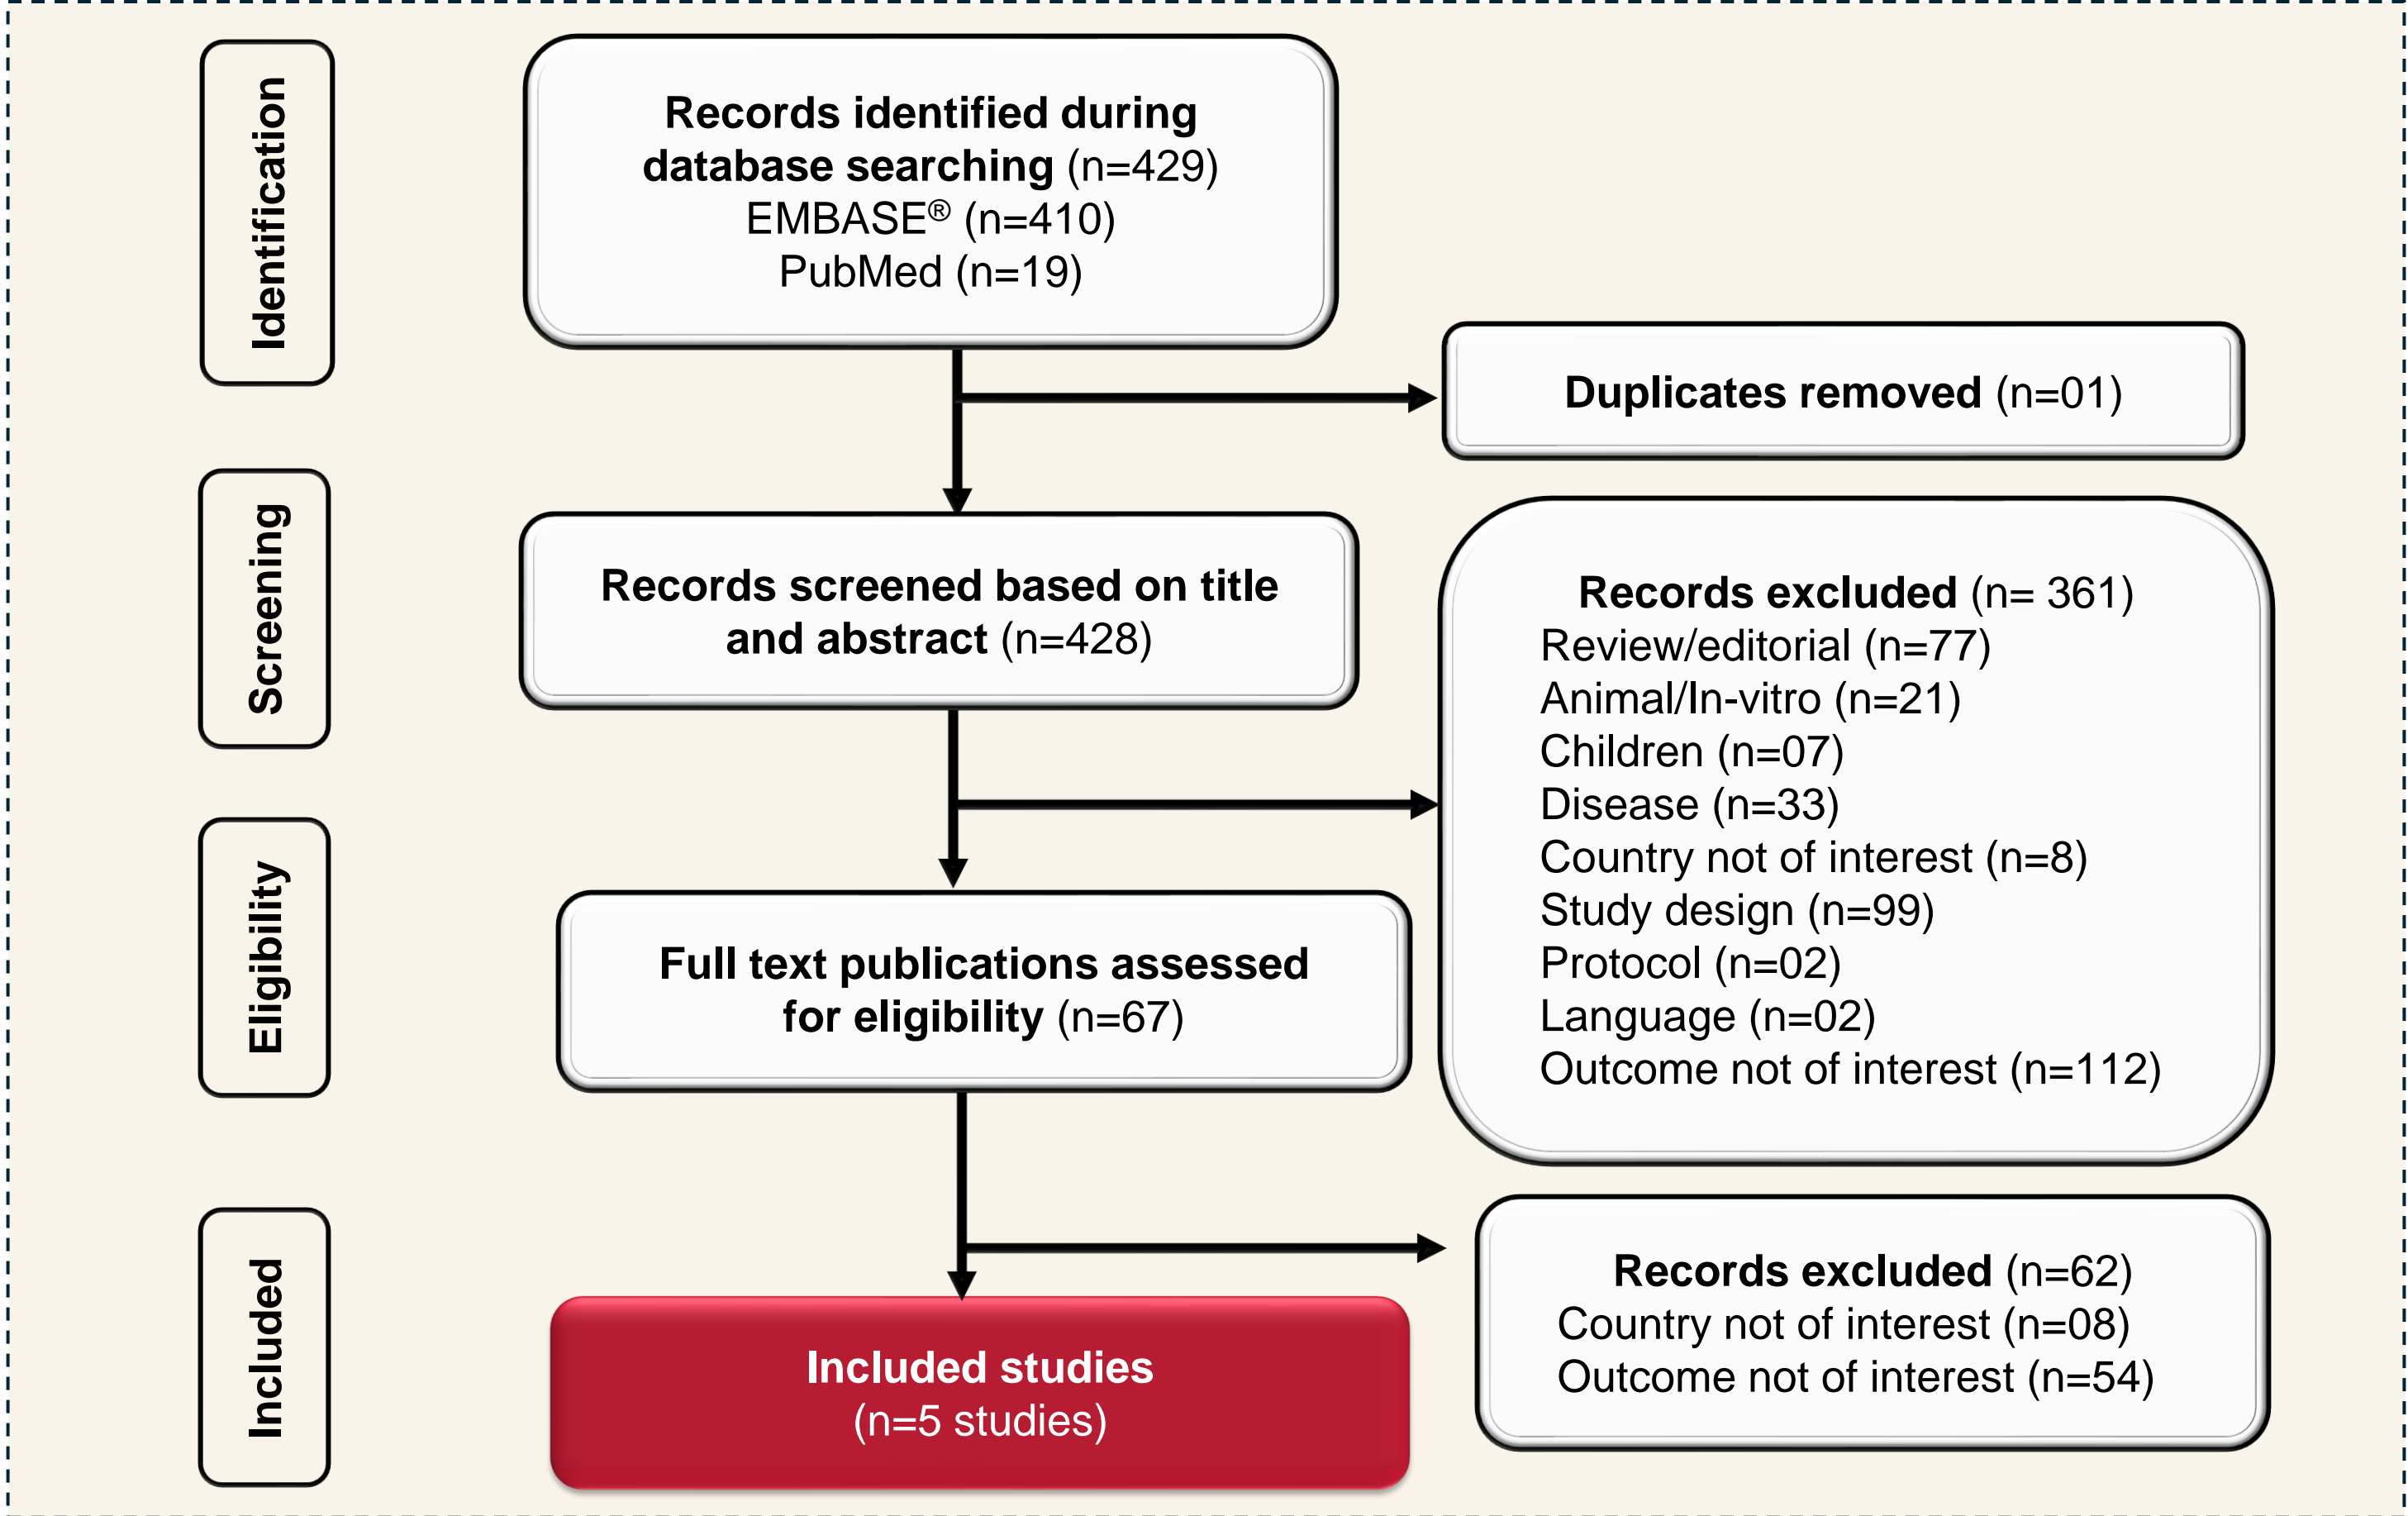 Identification
Records identified during
database searching (n=429)
EMBASE® (n=410)
PubMed (n=19)
Duplicates removed (n=01)
Screening
Records screened based on title
and abstract (n=428)
Records excluded (n= 361)
Review/editorial (n=77)
Animal/In-vitro (n=21)
Children (n=07)
Disease (n=33)
Country not of interest (n=8)
Study design (n=99)
Protocol (n=02)
Language (n=02)
Outcome not of interest (n=112)
Eligibility
Full text publications assessed
for eligibility (n=67)
Records excluded (n=62)
Country not of interest (n=08)
Outcome not of interest (n=54)
Included
Included studies
(n=5 studies)